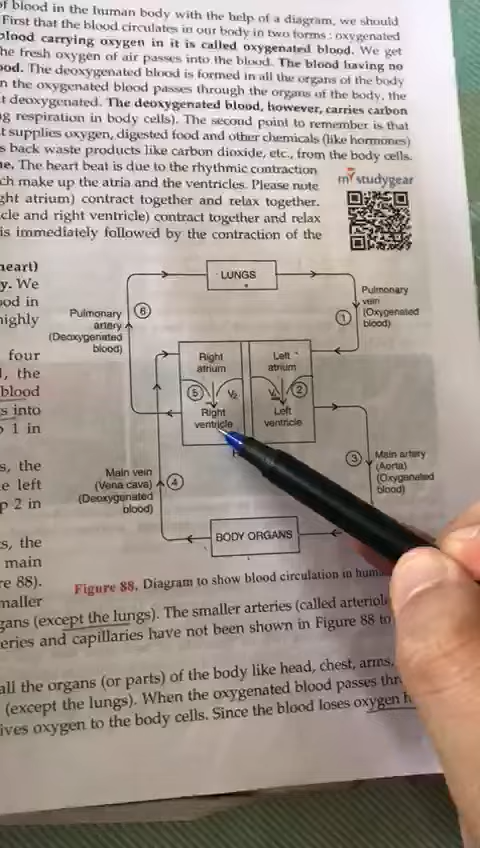 of blood in the human body with the help of a diagram, we should
First that the blood circulates in our body in two forms : oxygenated
blood carrying oxygen in it is called oxygenated blood. We get
he fresh oxygen of air passes into the blood. The blood having no
ood. The deoxygenated blood is formed in all the organs of the body
n the oxygenated blood passes through the organs of the body, the
t deoxygenated. The deoxygenated blood, however, carries carbon
g respiration in body cells). The second point to remember is that
t supplies oxygen, digested food and other chemicals (like hormones)
s back waste products like carbon dioxide, etc., from the body cells.
ne. The heart beat is due to the rhythmic contraction
ch make up the atria and the ventricles. Please note
ght atrium) contract together and relax together.
cle and right ventricle) contract together and relax
is immediately followed by the contraction of the
my studygear
heart)
y. We
ood in
highly
four
l, the
blood
s into
p 1 in
s, the
e left
p 2 in
s, the
main
re 88).
maller
LUNGS
Pulmonary
artery
(Deoxygenated
blood)
6
Pulmonary
vein
(Oxygenated
blood)
1
Right
atrium
Left
atrium
5
V2
V1
2
Right
ventricle
Left
ventricle
H
3
Main artery
(Aorta)
(Oxygenated
blood)
Main vein
(Vena cava)
(Deoxygenated
blood)
4
BODY ORGANS
Figure 88. Diagram to show blood circulation in huma
gans (except the lungs). The smaller arteries (called arteriol
eries and capillaries have not been shown in Figure 88 to
all the organs (or parts) of the body like head, chest, arms,
(except the lungs). When the oxygenated blood passes thr
ives oxygen to the body cells. Since the blood loses oxygen